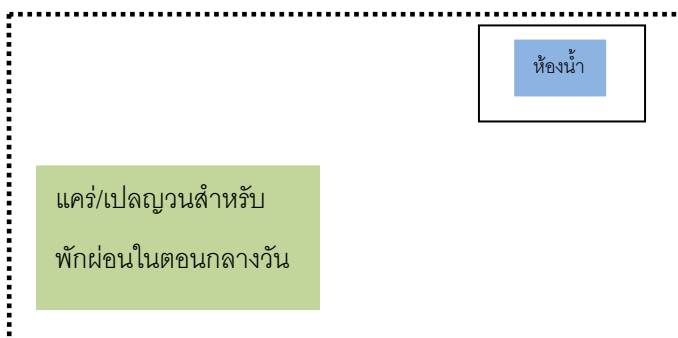 ห้องน้ำ
แคร่/เปลญวนสำหรับ
พักผ่อนในตอนกลางวัน